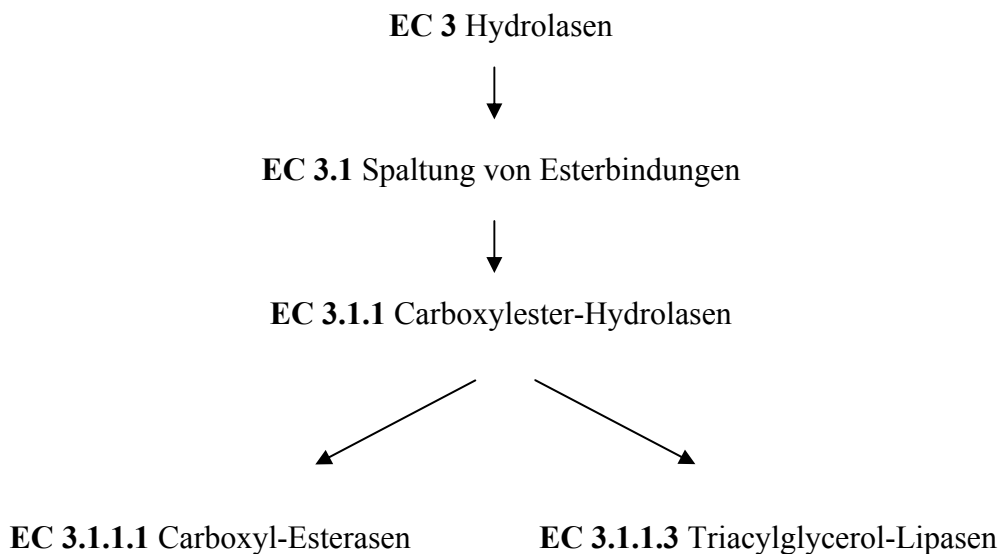 EC 3 Hydrolasen
EC 3.1 Spaltung von Esterbindungen
EC 3.1.1 Carboxylester-Hydrolasen
EC 3.1.1.1 Carboxyl-Esterasen
EC 3.1.1.3 Triacylglycerol-Lipasen